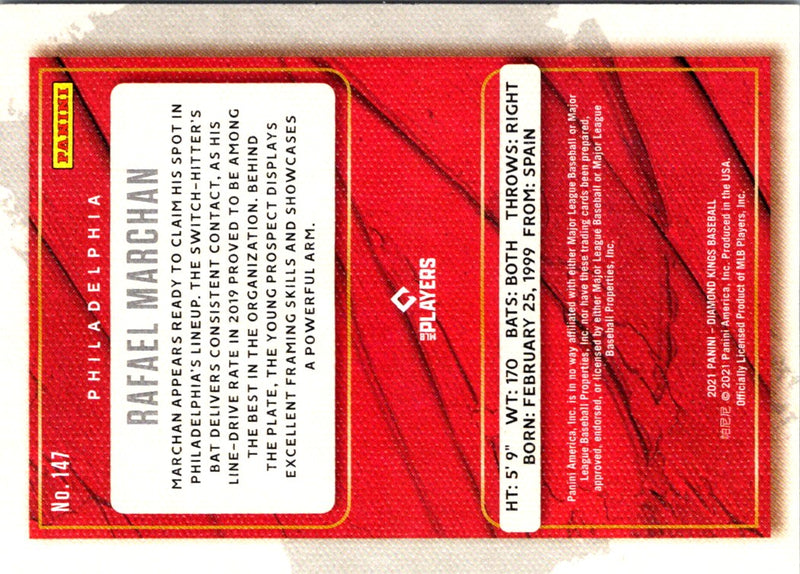 No. 147
PHILADELPHIA
PANINI
RAFAEL MARCHAN
MARCHAN APPEARS READY TO CLAIM HIS SPOT IN
PHILADELPHIA'S LINEUP. THE SWITCH-HITTER'S
BAT DELIVERS CONSISTENT CONTACT, AS HIS
LINE-DRIVE RATE IN 2019 PROVED TO BE AMONG
THE BEST IN THE ORGANIZATION. BEHIND
THE PLATE, THE YOUNG PROSPECT DISPLAYS
EXCELLENT FRAMING SKILLS AND SHOWCASES
A POWERFUL ARM.
MLB PLAYERS
HT: 5' 9" WT: 170 BATS: BOTH THROWS: RIGHT
BORN: FEBRUARY 25, 1999 FROM: SPAIN
Panini America, Inc. is in no way affiliated with either Major League Baseball or Major
League Baseball Properties, Inc. nor have these trading cards been prepared,
approved, endorsed, or licensed by either Major League Baseball or Major League
Baseball Properties, Inc.
2021 PANINI - DIAMOND KINGS BASEBALL
帕尼尼 © 2021 Panini America, Inc. Produced in the USA.
Officially Licensed Product of MLB Players, Inc.